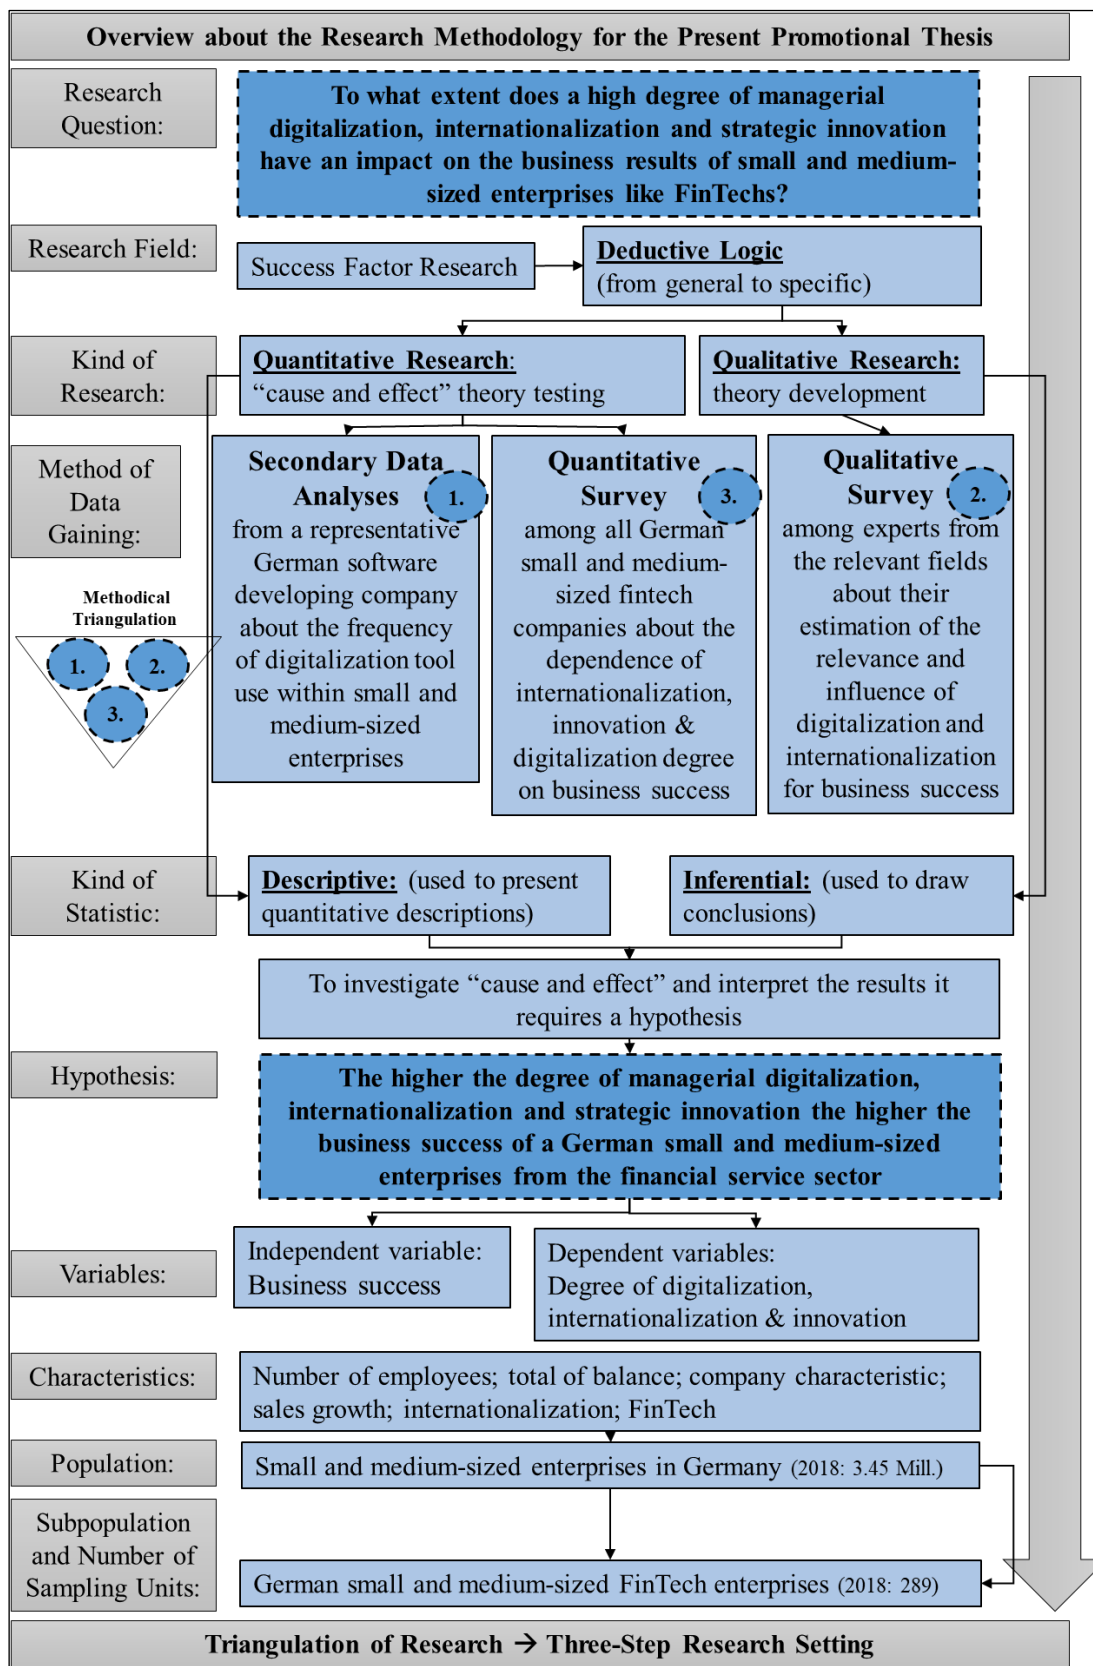 Overview about the Research Methodology for the Present Promotional Thesis
Research
Question:
To what extent does a high degree of managerial
digitalization, internationalization and strategic innovation
have an impact on the business results of small and medium-
sized enterprises like FinTechs?
Research Field:
Success Factor Research
Deductive Logic
(from general to specific)
Kind of
Research:
Quantitative Research:
“cause and effect” theory testing
Qualitative Research:
theory development
Method of
Data
Gaining:
Secondary Data
Analyses
1.
from a representative
German software
developing company
about the frequency
of digitalization tool
use within small and
medium-sized
enterprises
Quantitative
Survey
3.
among all German
small and medium-
sized fintech
companies about the
dependence of
internationalization,
innovation &
digitalization degree
on business success
Qualitative
Survey
2.
among experts from
the relevant fields
about their
estimation of the
relevance and
influence of
digitalization and
internationalization
for business success
Methodical
Triangulation
1.
2.
3.
Kind of
Statistic:
Descriptive: (used to present
quantitative descriptions)
Inferential: (used to draw
conclusions)
To investigate “cause and effect” and interpret the results it
requires a hypothesis
Hypothesis:
The higher the degree of managerial digitalization,
internationalization and strategic innovation the higher the
business success of a German small and medium-sized
enterprises from the financial service sector
Variables:
Independent variable:
Business success
Dependent variables:
Degree of digitalization,
internationalization & innovation
Characteristics:
Number of employees; total of balance; company characteristic;
sales growth; internationalization; FinTech
Population:
Small and medium-sized enterprises in Germany (2018: 3.45 Mill.)
Subpopulation
and Number of
Sampling Units:
German small and medium-sized FinTech enterprises (2018: 289)
Triangulation of Research → Three-Step Research Setting